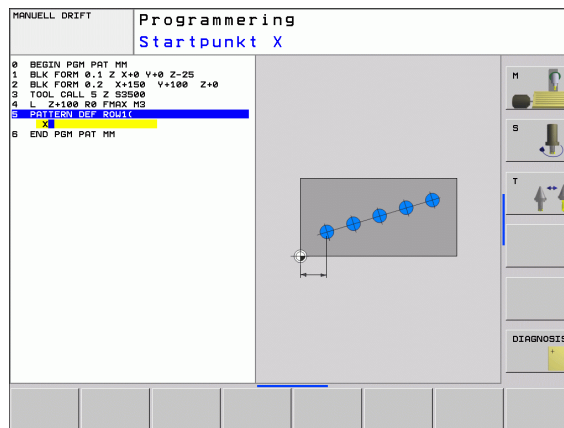 MANUELL DRIFT
Programmering
Startpunkt X
0 BEGIN PGM PAT MM
1 BLK FORM 0.1 Z X+0 Y+0 Z-25
2 BLK FORM 0.2 X+150 Y+100 Z+0
3 TOOL CALL 5 Z S3500
4 L Z+100 R0 FMAX M3
5 PATTERN DEF ROW1(
X
6 END PGM PAT MM
M
S
T
DIAGNOSIS